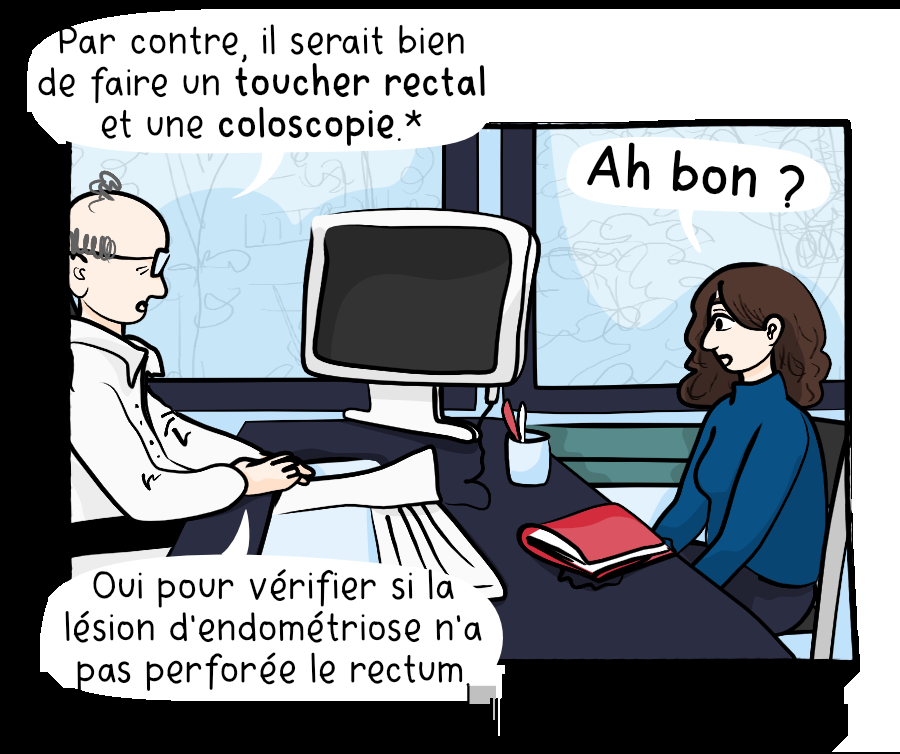 Par contre, il serait bien
de faire un toucher rectal
et une coloscopie.*
Ah bon ?
Oui pour vérifier si la
lésion d'endométriose n'a
pas perforée le rectum